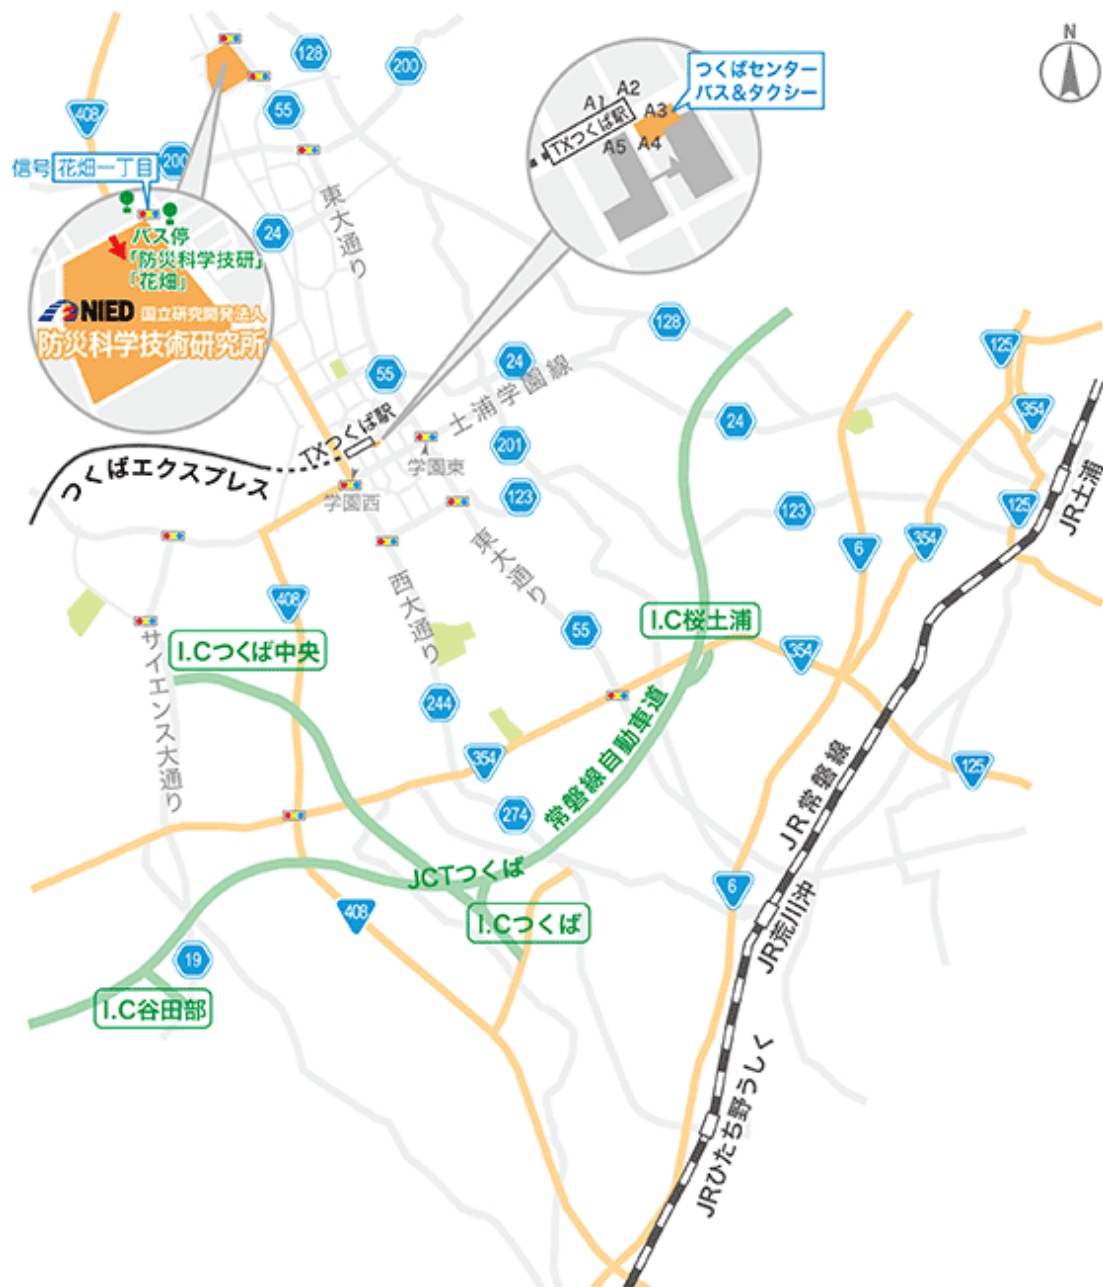 N
128
200
つくばセンター
バス&タクシー
A1
A2
A3
A4
A5
TXつくば駅
408
55
信号
花畑一丁目
200
東大通り
24
バス停
「防災科学技研」
「花畑」
NIED 国立研究開発法人
防災科学技術研究所
128
125
24
55
土浦学園線
354
24
TXつくば駅
201
学園東
つくばエクスプレス
学園西
123
123
125
JR土浦
354
6
東大通り
西大通り
408
55
I.C桜土浦
I.Cつくば中央
354
サイエンス大通り
244
常磐線自動車道
354
125
JR常磐線
274
JCTつくば
6
408
I.Cつくば
JR荒川沖
19
I.C谷田部
JRひたち野うしく